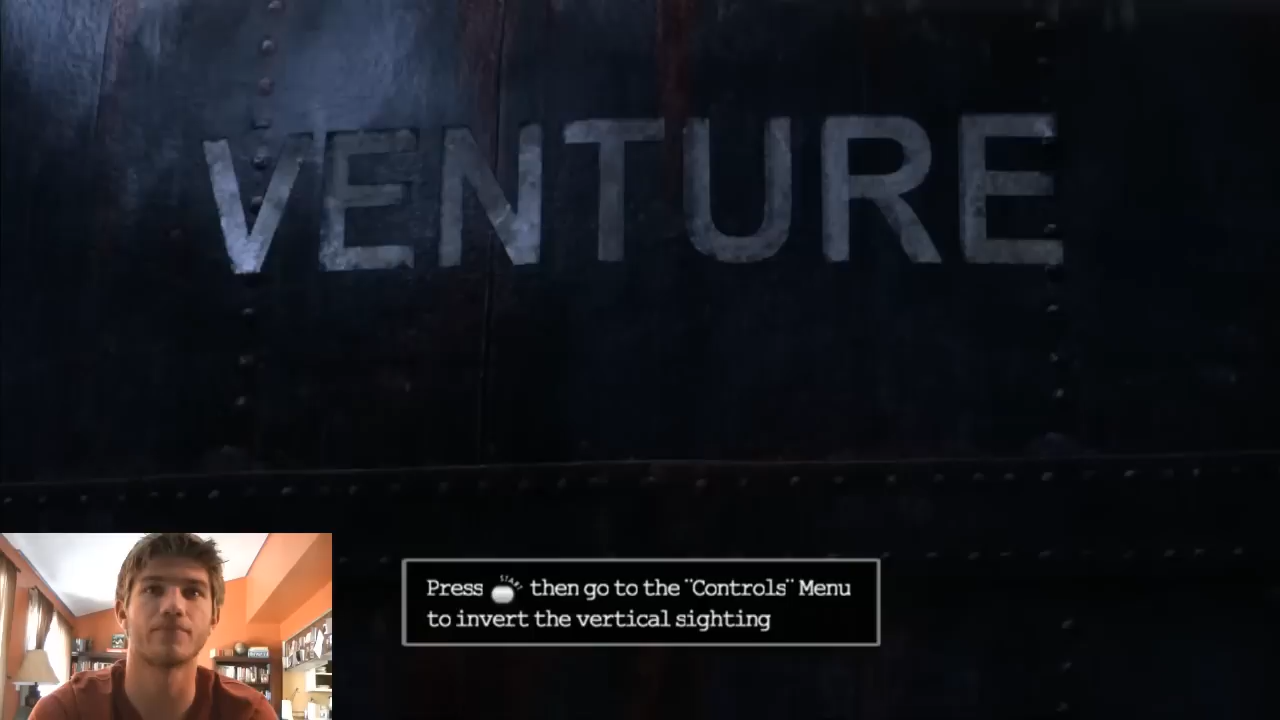 VENTURE
Press START then go to the "Controls" Menu
to invert the vertical sighting